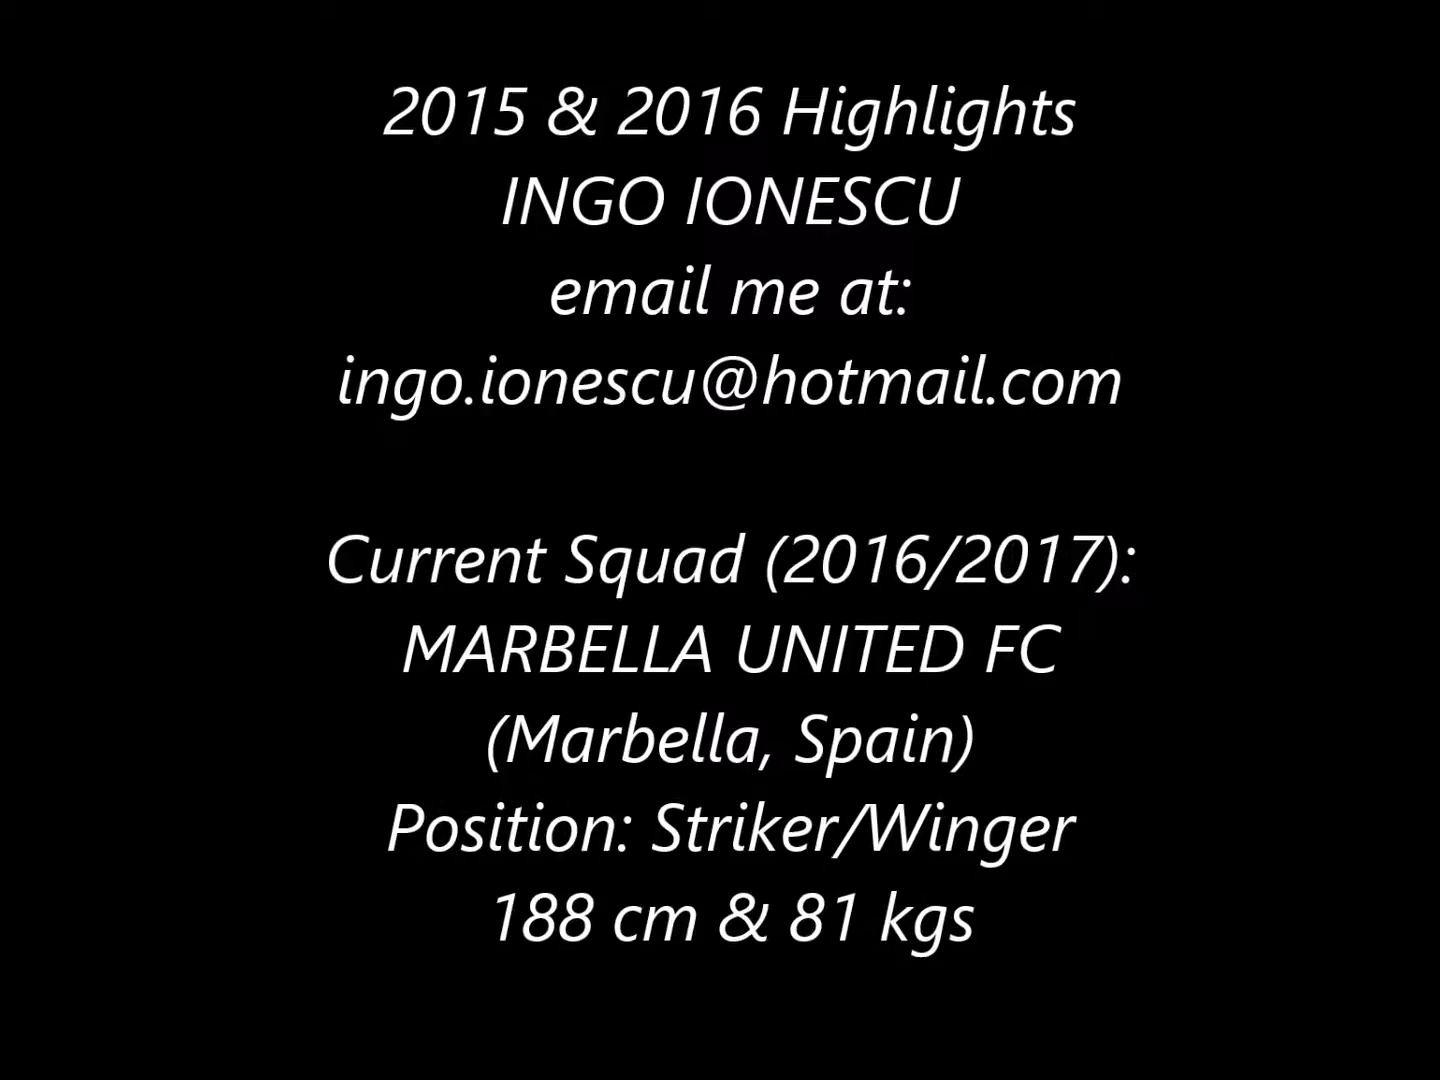 2015 & 2016 Highlights
INGO IONESCU
email me at:
ingo.ionescu@hotmail.com
Current Squad (2016/2017):
MARBELLA UNITED FC
(Marbella, Spain)
Position: Striker/Winger
188 cm & 81 kgs